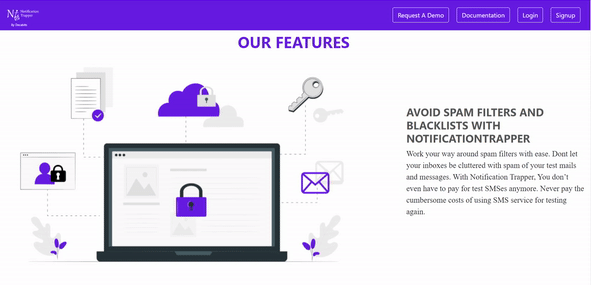 Notification
Trapper
By Decabits
Request A Demo
Documentation
Login
Signup
OUR FEATURES
AVOID SPAM FILTERS AND
BLACKLISTS WITH
NOTIFICATIONTRAPPER
Work your way around spam filters with ease. Dont let
your inboxes be cluttered with spam of your test mails
and messages. With Notification Trapper, You don't
even have to pay for test SMSes anymore. Never pay the
cumbersome costs of using SMS service for testing
again.